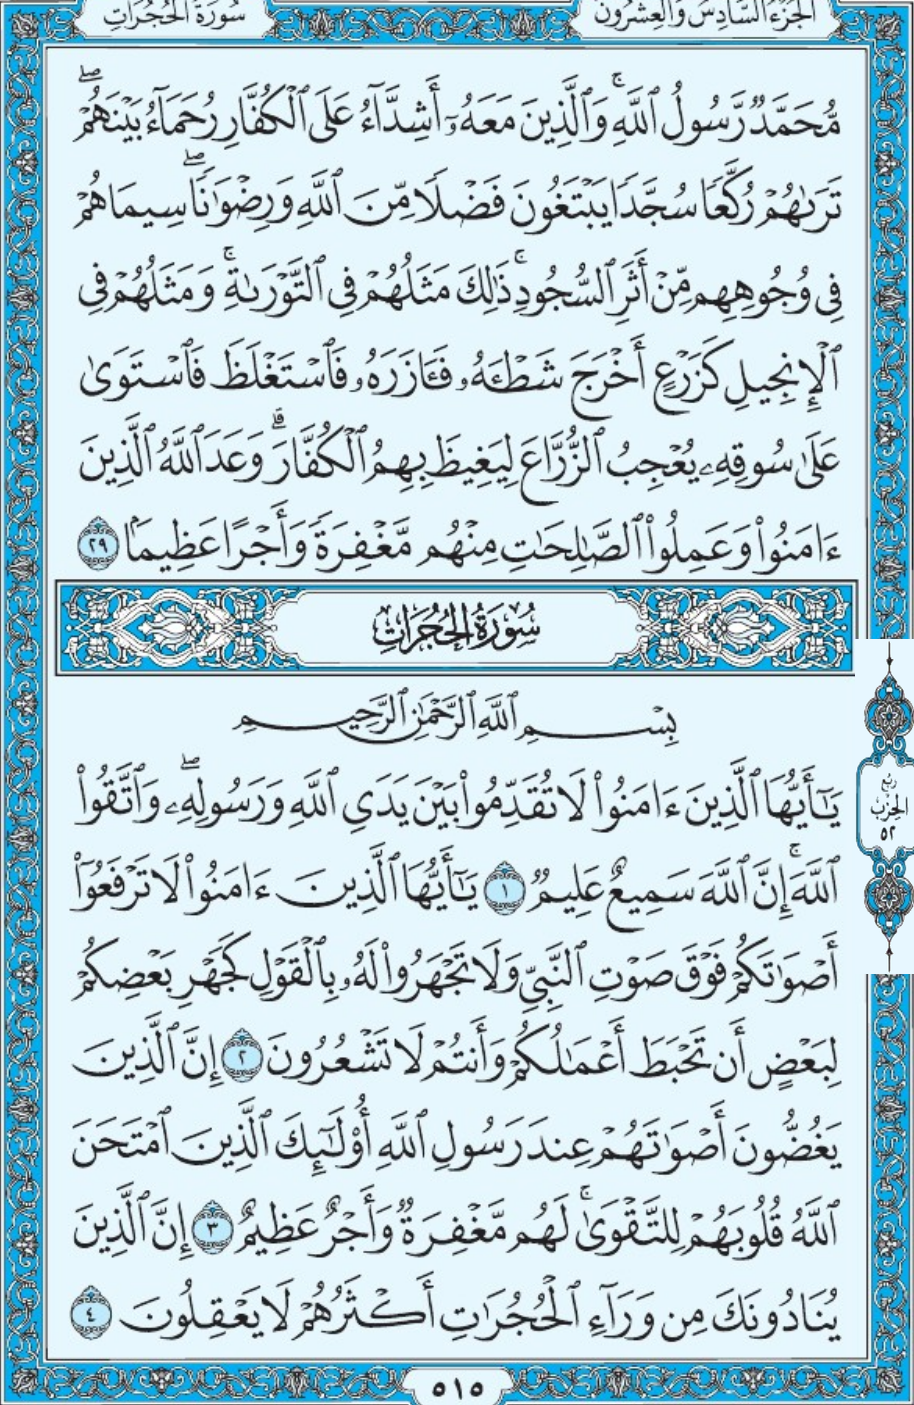 سُورَةُ الحُجُرَاتِ
الجُزْءُ السَّادِسُ وَالعِشْرُونَ
مُّحَمَّدٌ رَّسُولُ ٱللَّهِۚ وَٱلَّذِينَ مَعَهُۥٓ أَشِدَّآءُ عَلَى ٱلْكُفَّارِ رُحَمَآءُ بَيْنَهُمْۖ
تَرَىٰهُمْ رُكَّعًا سُجَّدًا يَبْتَغُونَ فَضْلًا مِّنَ ٱللَّهِ وَرِضْوَٰنًاۖ سِيمَاهُمْ
فِى وُجُوهِهِم مِّنْ أَثَرِ ٱلسُّجُودِۚ ذَٰلِكَ مَثَلُهُمْ فِى ٱلتَّوْرَىٰةِۚ وَمَثَلُهُمْ فِى
ٱلْإِنجِيلِ كَزَرْعٍ أَخْرَجَ شَطْـَٔهُۥ فَـَٔازَرَهُۥ فَٱسْتَغْلَظَ فَٱسْتَوَىٰ
عَلَىٰ سُوقِهِۦ يُعْجِبُ ٱلزُّرَّاعَ لِيَغِيظَ بِهِمُ ٱلْكُفَّارَۗ وَعَدَ ٱللَّهُ ٱلَّذِينَ
ءَامَنُوا۟ وَعَمِلُوا۟ ٱلصَّٰلِحَٰتِ مِنْهُم مَّغْفِرَةً وَأَجْرًا عَظِيمًۢا ٢٩
سُورَةُ الحُجُرَاتِ
بِسْمِ ٱللَّهِ ٱلرَّحْمَٰنِ ٱلرَّحِيمِ
يَٰٓأَيُّهَا ٱلَّذِينَ ءَامَنُوا۟ لَا تُقَدِّمُوا۟ بَيْنَ يَدَىِ ٱللَّهِ وَرَسُولِهِۦۖ وَٱتَّقُوا۟
ٱللَّهَۚ إِنَّ ٱللَّهَ سَمِيعٌ عَلِيمٌ ١ يَٰٓأَيُّهَا ٱلَّذِينَ ءَامَنُوا۟ لَا تَرْفَعُوٓا۟
أَصْوَٰتَكُمْ فَوْقَ صَوْتِ ٱلنَّبِىِّ وَلَا تَجْهَرُوا۟ لَهُۥ بِٱلْقَوْلِ كَجَهْرِ بَعْضِكُمْ
لِبَعْضٍ أَن تَحْبَطَ أَعْمَٰلُكُمْ وَأَنتُمْ لَا تَشْعُرُونَ ٢ إِنَّ ٱلَّذِينَ
يَغُضُّونَ أَصْوَٰتَهُمْ عِندَ رَسُولِ ٱللَّهِ أُو۟لَٰٓئِكَ ٱلَّذِينَ ٱمْتَحَنَ
ٱللَّهُ قُلُوبَهُمْ لِلتَّقْوَىٰۚ لَهُم مَّغْفِرَةٌ وَأَجْرٌ عَظِيمٌ ٣ إِنَّ ٱلَّذِينَ
يُنَادُونَكَ مِن وَرَآءِ ٱلْحُجُرَٰتِ أَكْثَرُهُمْ لَا يَعْقِلُونَ ٤
رُبْع
الحِزْبِ
٥٢
٥١٥